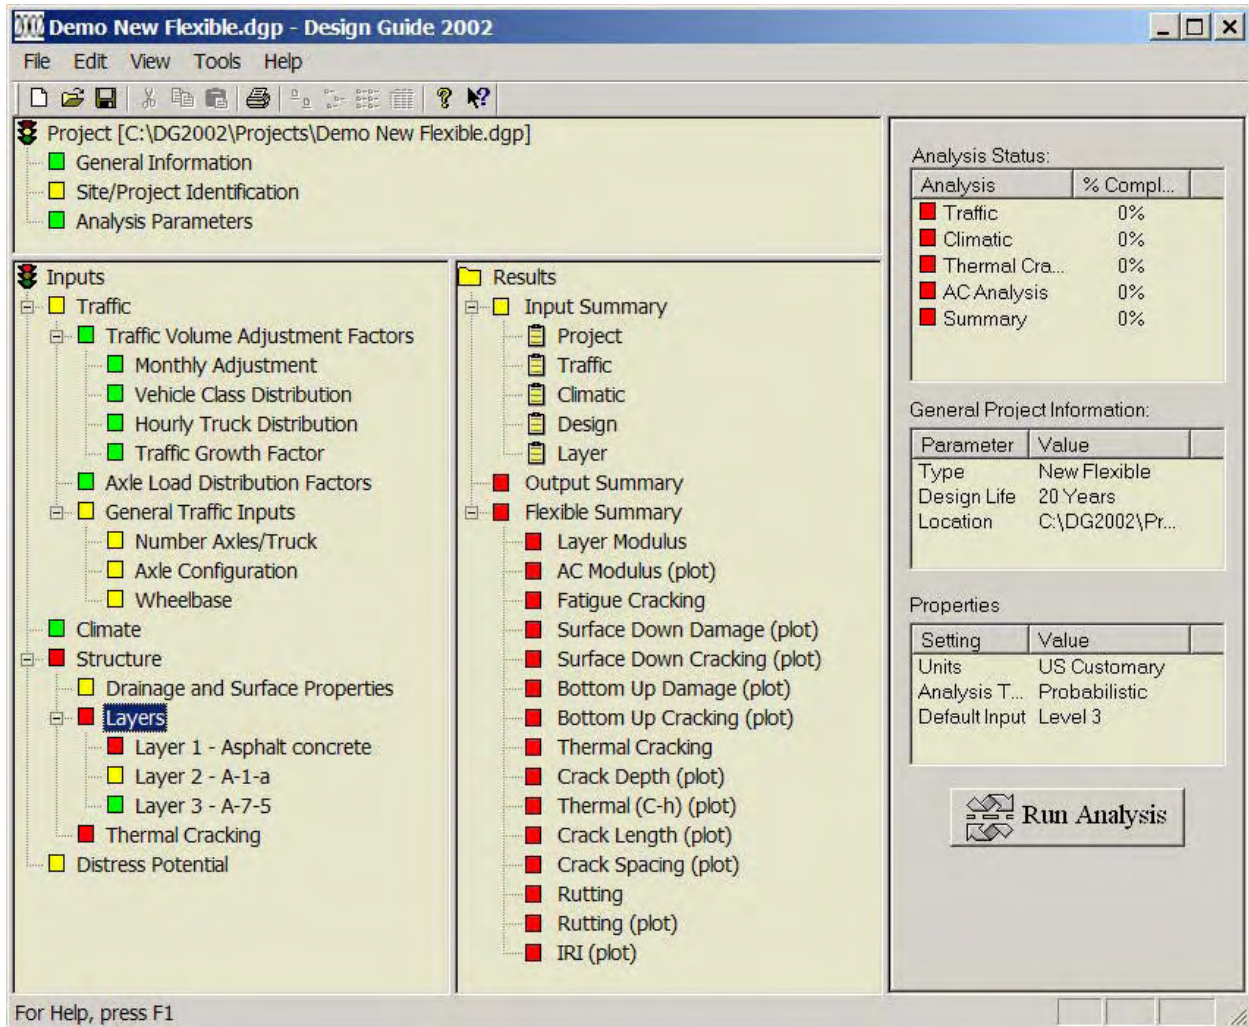 Demo New Flexible.dgp - Design Guide 2002
File Edit View Tools Help
Project [C:\DG2002\Projects\Demo New Flexible.dgp]
General Information
Site/Project Identification
Analysis Parameters
Inputs
Traffic
Traffic Volume Adjustment Factors
Monthly Adjustment
Vehicle Class Distribution
Hourly Truck Distribution
Traffic Growth Factor
Axle Load Distribution Factors
General Traffic Inputs
Number Axles/Truck
Axle Configuration
Wheelbase
Climate
Structure
Drainage and Surface Properties
Layers
Layer 1 - Asphalt concrete
Layer 2 - A-1-a
Layer 3 - A-7-5
Thermal Cracking
Distress Potential
Results
Input Summary
Project
Traffic
Climatic
Design
Layer
Output Summary
Flexible Summary
Layer Modulus
AC Modulus (plot)
Fatigue Cracking
Surface Down Damage (plot)
Surface Down Cracking (plot)
Bottom Up Damage (plot)
Bottom Up Cracking (plot)
Thermal Cracking
Crack Depth (plot)
Thermal (C-h) (plot)
Crack Length (plot)
Crack Spacing (plot)
Rutting
Rutting (plot)
IRI (plot)
Analysis Status:
Analysis % Compl...
Traffic 0%
Climatic 0%
Thermal Cra... 0%
AC Analysis 0%
Summary 0%
General Project Information:
Parameter Value
Type New Flexible
Design Life 20 Years
Location C:\DG2002\Pr...
Properties
Setting Value
Units US Customary
Analysis T... Probabilistic
Default Input Level 3
Run Analysis
For Help, press F1